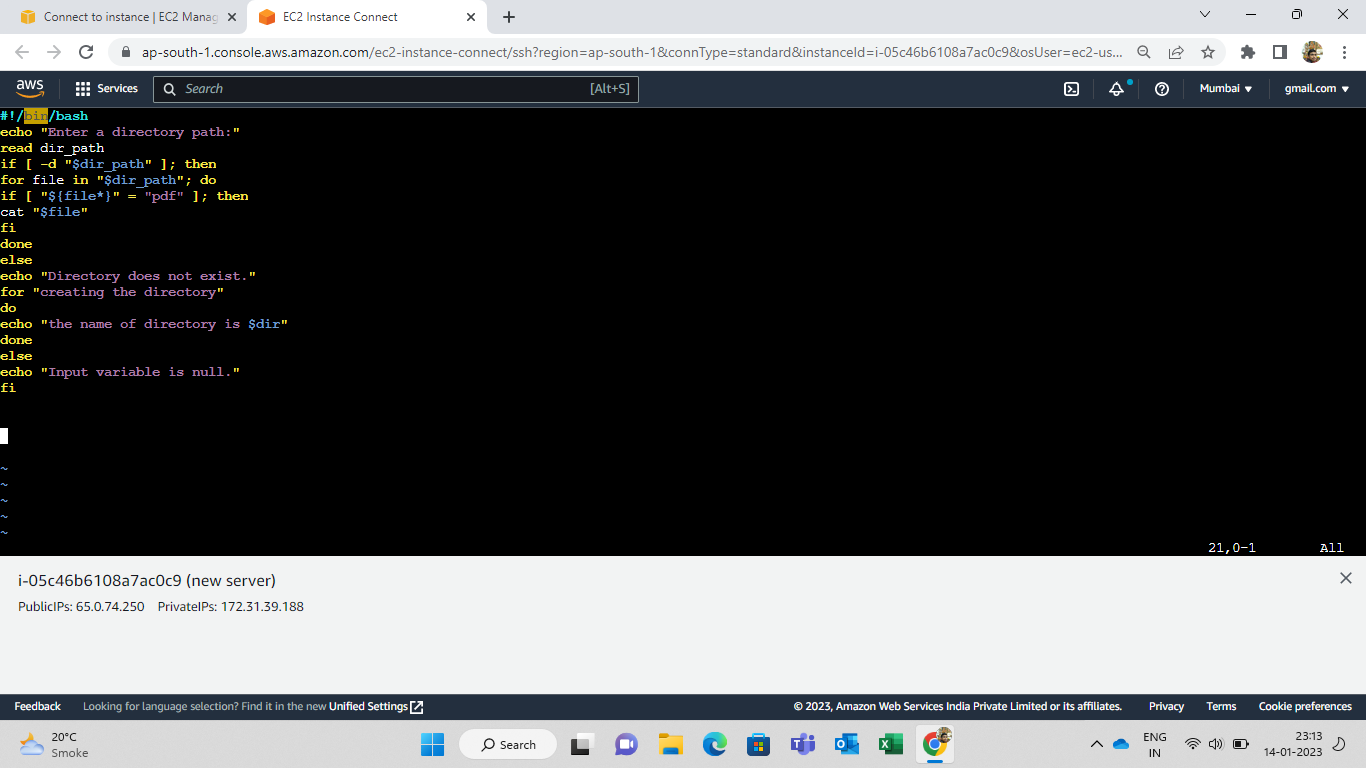 Connect to instance | EC2 Manag
EC2 Instance Connect
ap-south-1.console.aws.amazon.com/ec2-instance-connect/ssh?region=ap-south-1&connType=standard&instanceId=i-05c46b6108a7ac0c9&osUser=ec2-us...
aws
Services
Search
[Alt+S]
Mumbai
gmail.com
#!/bin/bash
echo "Enter a directory path:"
read dir_path
if [ -d "$dir_path" ]; then
for file in "$dir_path"; do
if [ "${file*}" = "pdf" ]; then
cat "$file"
fi
done
else
echo "Directory does not exist."
for "creating the directory"
do
echo "the name of directory is $dir"
done
else
echo "Input variable is null."
fi
~
~
~
~
~
21,0-1 All
i-05c46b6108a7ac0c9 (new server)
PublicIPs: 65.0.74.250 PrivateIPs: 172.31.39.188
Feedback Looking for language selection? Find it in the new Unified Settings
© 2023, Amazon Web Services India Private Limited or its affiliates. Privacy Terms Cookie preferences
20°C
Smoke
Search
ENG
IN
23:13
14-01-2023